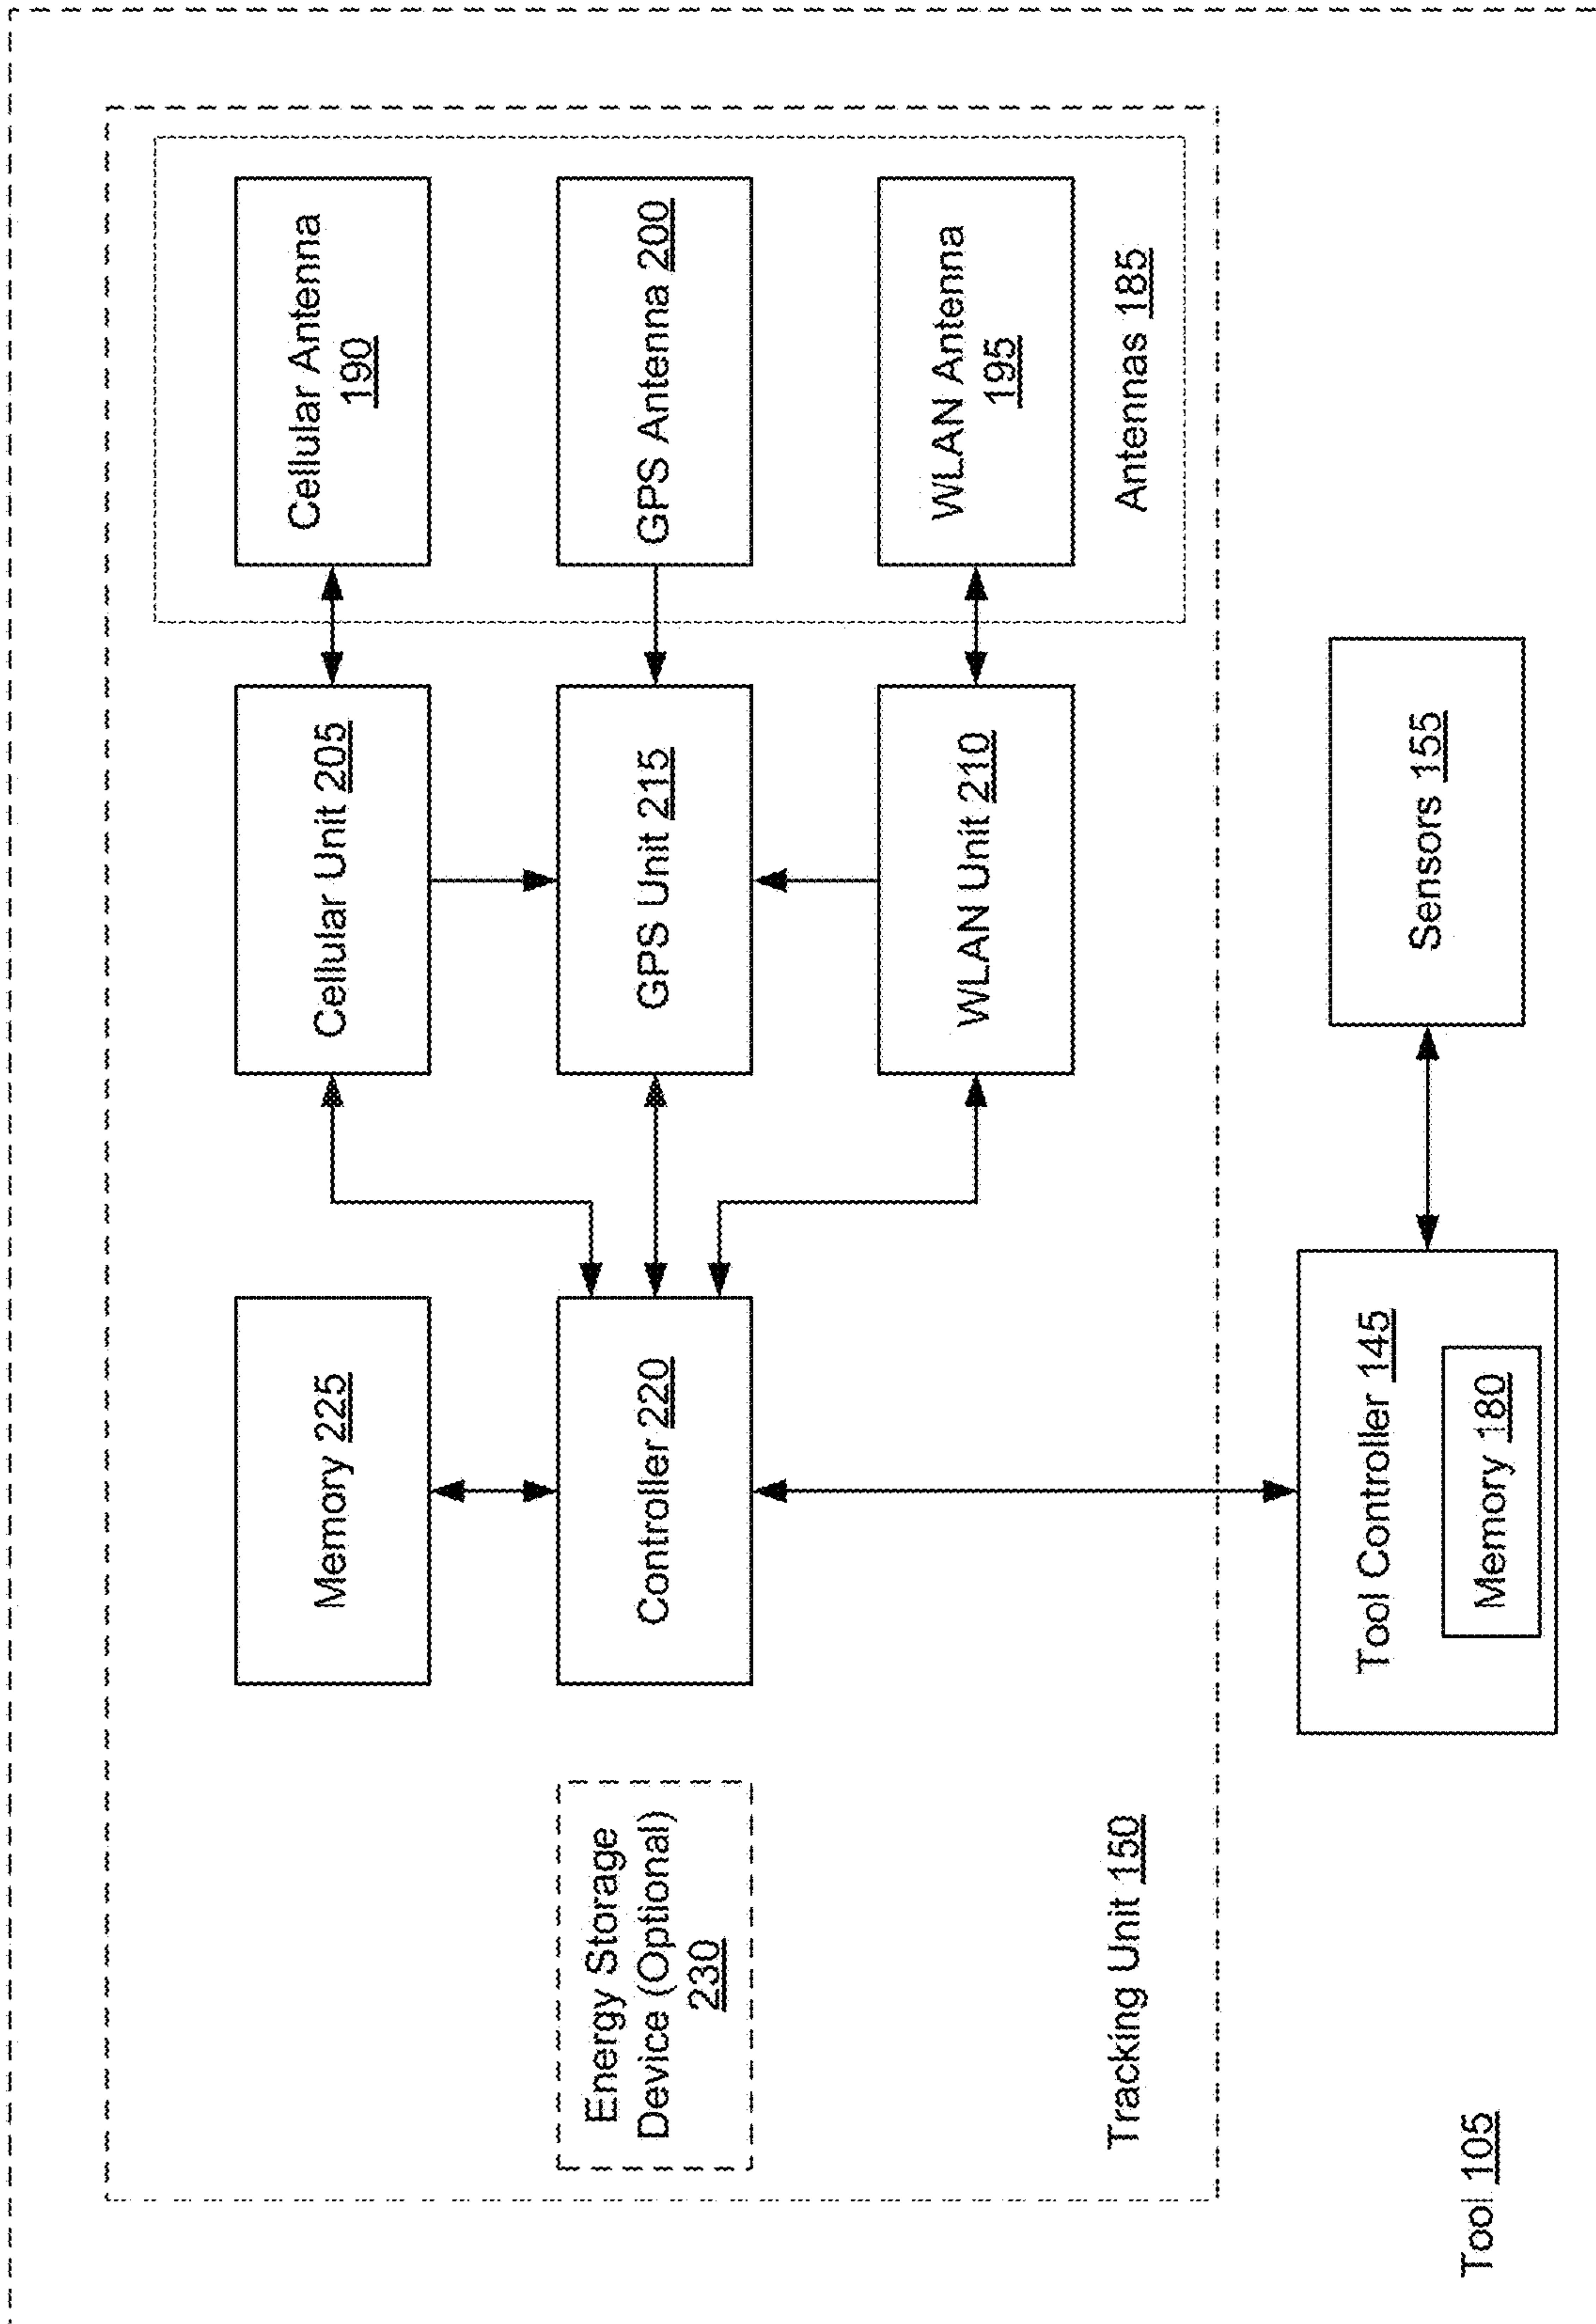 Cellular Antenna
190
GPS Antenna 200
WLAN Antenna
195
Antennas 185
Cellular Unit 205
GPS Unit 215
WLAN Unit 210
Memory 225
Controller 220
Energy Storage
Device (Optional)
230
Tracking Unit 150
Sensors 155
Tool Controller 145
Memory 180
Tool 105